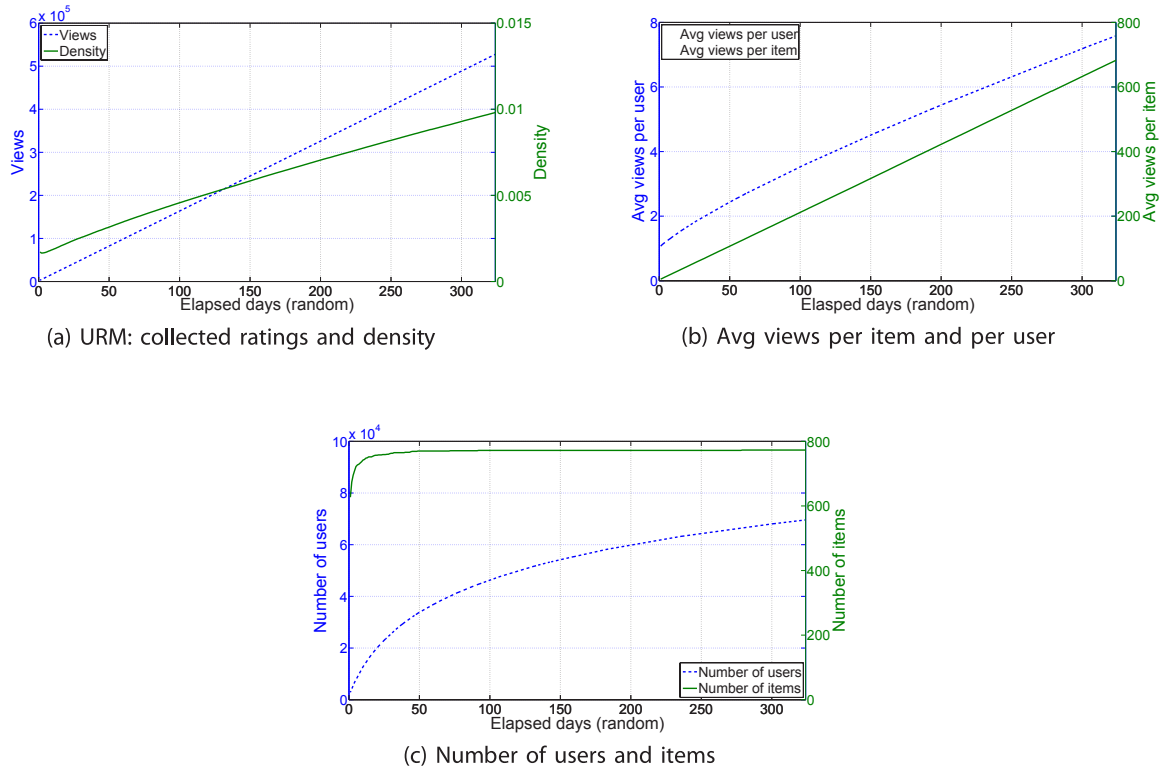 6 x 10^5
0.015
Views
Density
5
4
0.01
3
2
0.005
1
0
0
0 50 100 150 200 250 300
Views
Density
Elapsed days (random)
(a) URM: collected ratings and density
8
800
Avg views per user
Avg views per item
6
600
4
400
2
200
0
0
0 50 100 150 200 250 300
Avg views per user
Avg views per item
Elasped days (random)
(b) Avg views per item and per user
10 x 10^4
800
8
600
6
400
4
200
2
0
0
Number of users
Number of items
Number of users
Number of items
0 50 100 150 200 250 300
Elapsed days (random)
(c) Number of users and items